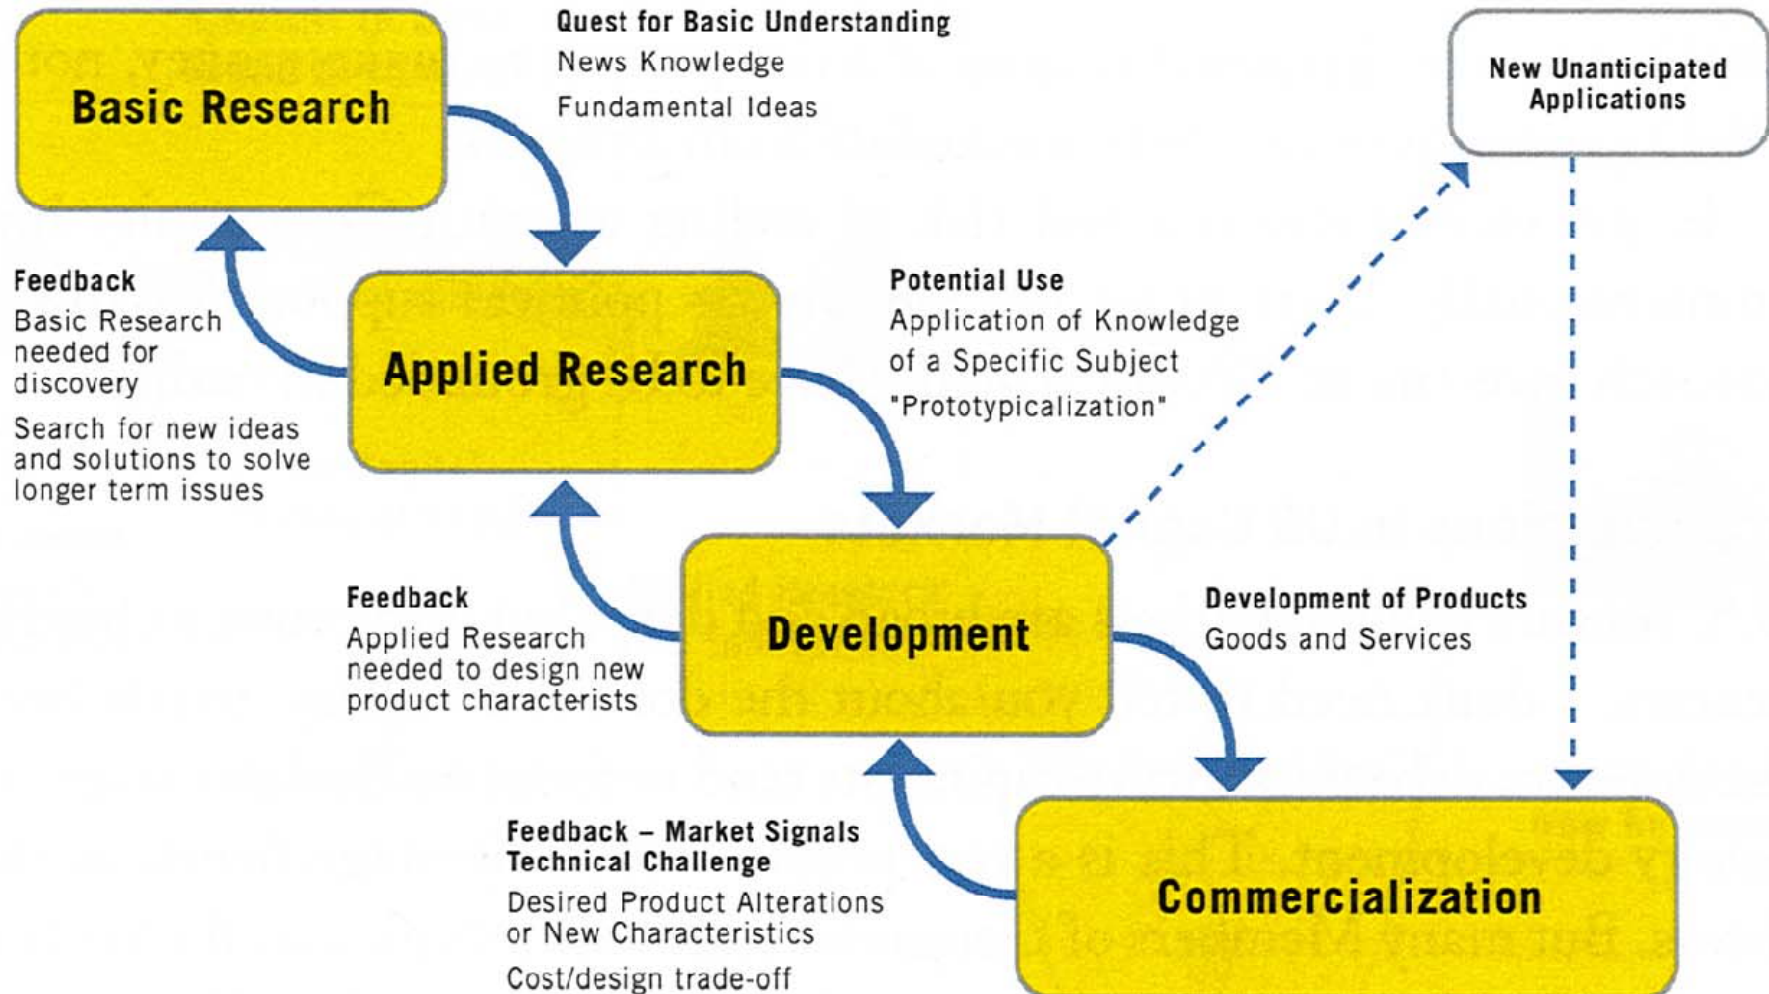 Quest for Basic Understanding
News Knowledge
Fundamental Ideas
Basic Research
New Unanticipated
Applications
Feedback
Basic Research
needed for
discovery
Search for new ideas
and solutions to solve
longer term issues
Applied Research
Potential Use
Application of Knowledge
of a Specific Subject
"Prototypicalization"
Feedback
Applied Research
needed to design new
product characterists
Development
Development of Products
Goods and Services
Feedback – Market Signals
Technical Challenge
Desired Product Alterations
or New Characteristics
Cost/design trade-off
Commercialization